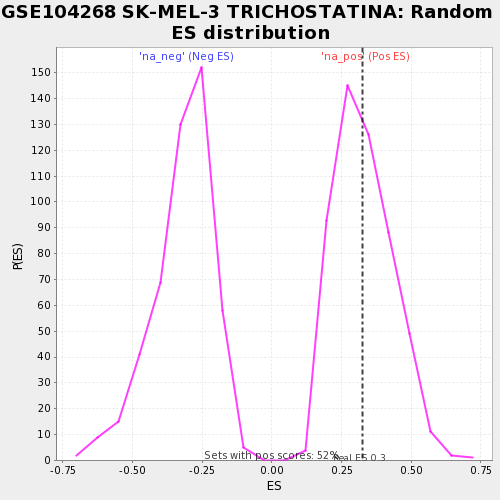 GSE104268 SK-MEL-3 TRICHOSTATINA: Random
ES distribution
'na_neg' (Neg ES)
'na_pos' (Pos ES)
150
140
130
120
110
100
90
80
70
60
50
40
30
20
10
0
P(ES)
Sets with pos scores: 52%
Real ES 0.3
-0.75
-0.50
-0.25
0.00
0.25
0.50
0.75
ES